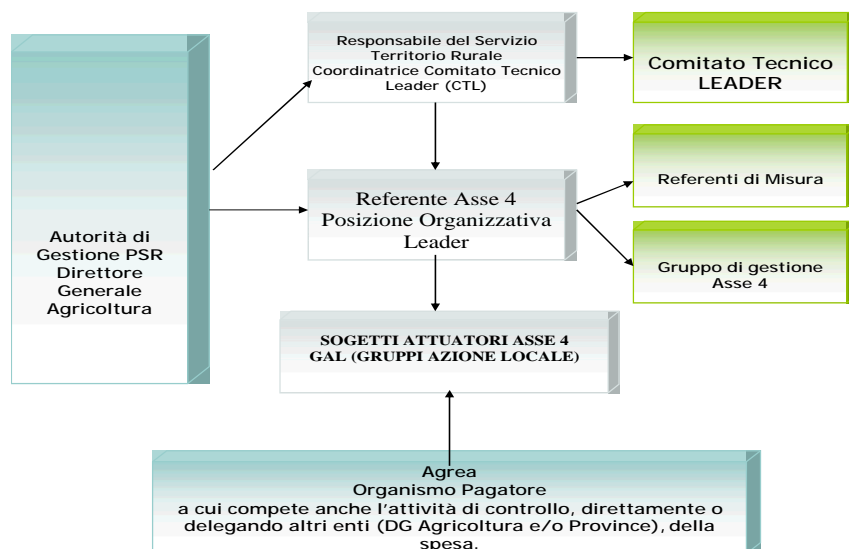 Responsabile del Servizio
Territorio Rurale
Coordinatrice Comitato Tecnico
Leader (CTL)
Comitato Tecnico
LEADER
Autorità di
Gestione PSR
Direttore
Generale
Agricoltura
Referente Asse 4
Posizione Organizzativa
Leader
Referenti di Misura
Gruppo di gestione
Asse 4
SOGETTI ATTUATORI ASSE 4
GAL (GRUPPI AZIONE LOCALE)
Agrea
Organismo Pagatore
a cui compete anche l'attività di controllo, direttamente o
delegando altri enti (DG Agricoltura e/o Province), della
spesa.